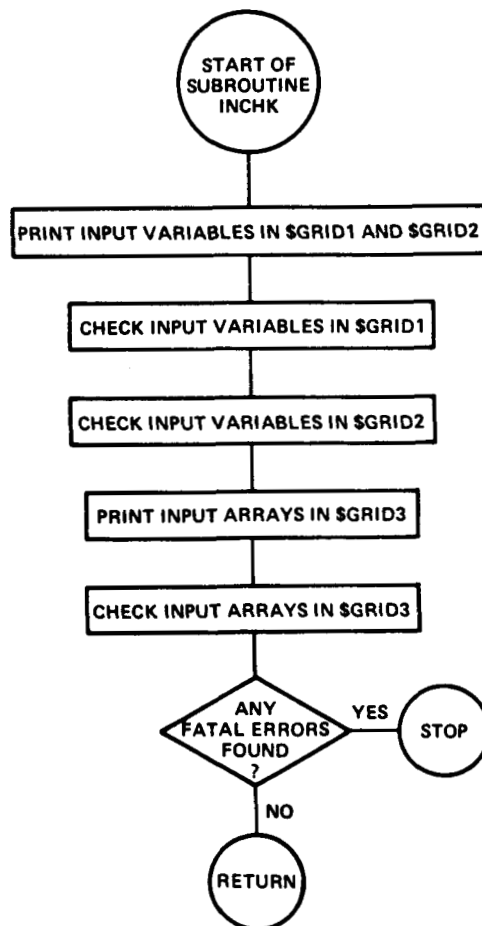 START OF
SUBROUTINE
INCHK
PRINT INPUT VARIABLES IN $GRID1 AND $GRID2
CHECK INPUT VARIABLES IN $GRID1
CHECK INPUT VARIABLES IN $GRID2
PRINT INPUT ARRAYS IN $GRID3
CHECK INPUT ARRAYS IN $GRID3
ANY
FATAL ERRORS
FOUND
?
YES
STOP
NO
RETURN